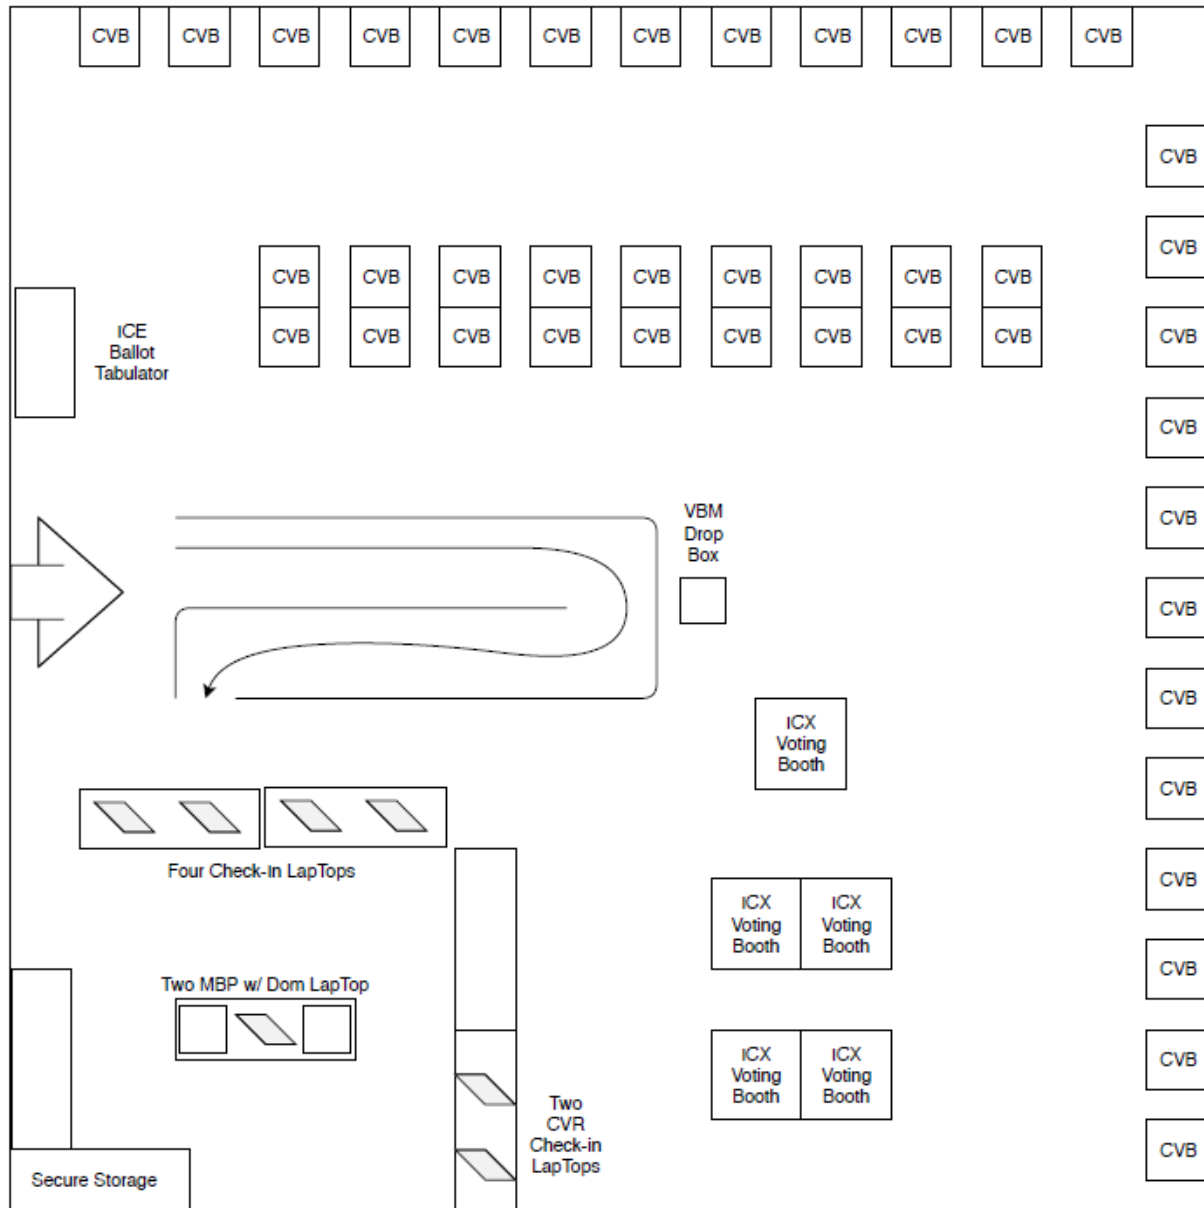 CVB CVB CVB CVB CVB CVB CVB CVB CVB CVB CVB CVB
CVB
CVB
CVB CVB CVB CVB CVB CVB CVB CVB CVB
CVB CVB CVB CVB CVB CVB CVB CVB CVB
CVB
ICE
Ballot
Tabulator
CVB
CVB
VBM
Drop
Box
CVB
CVB
ICX
Voting
Booth
CVB
Four Check-in LapTops
CVB
ICX
Voting
Booth
ICX
Voting
Booth
CVB
Two MBP w/ Dom LapTop
CVB
ICX
Voting
Booth
ICX
Voting
Booth
Two
CVR
Check-in
LapTops
CVB
Secure Storage